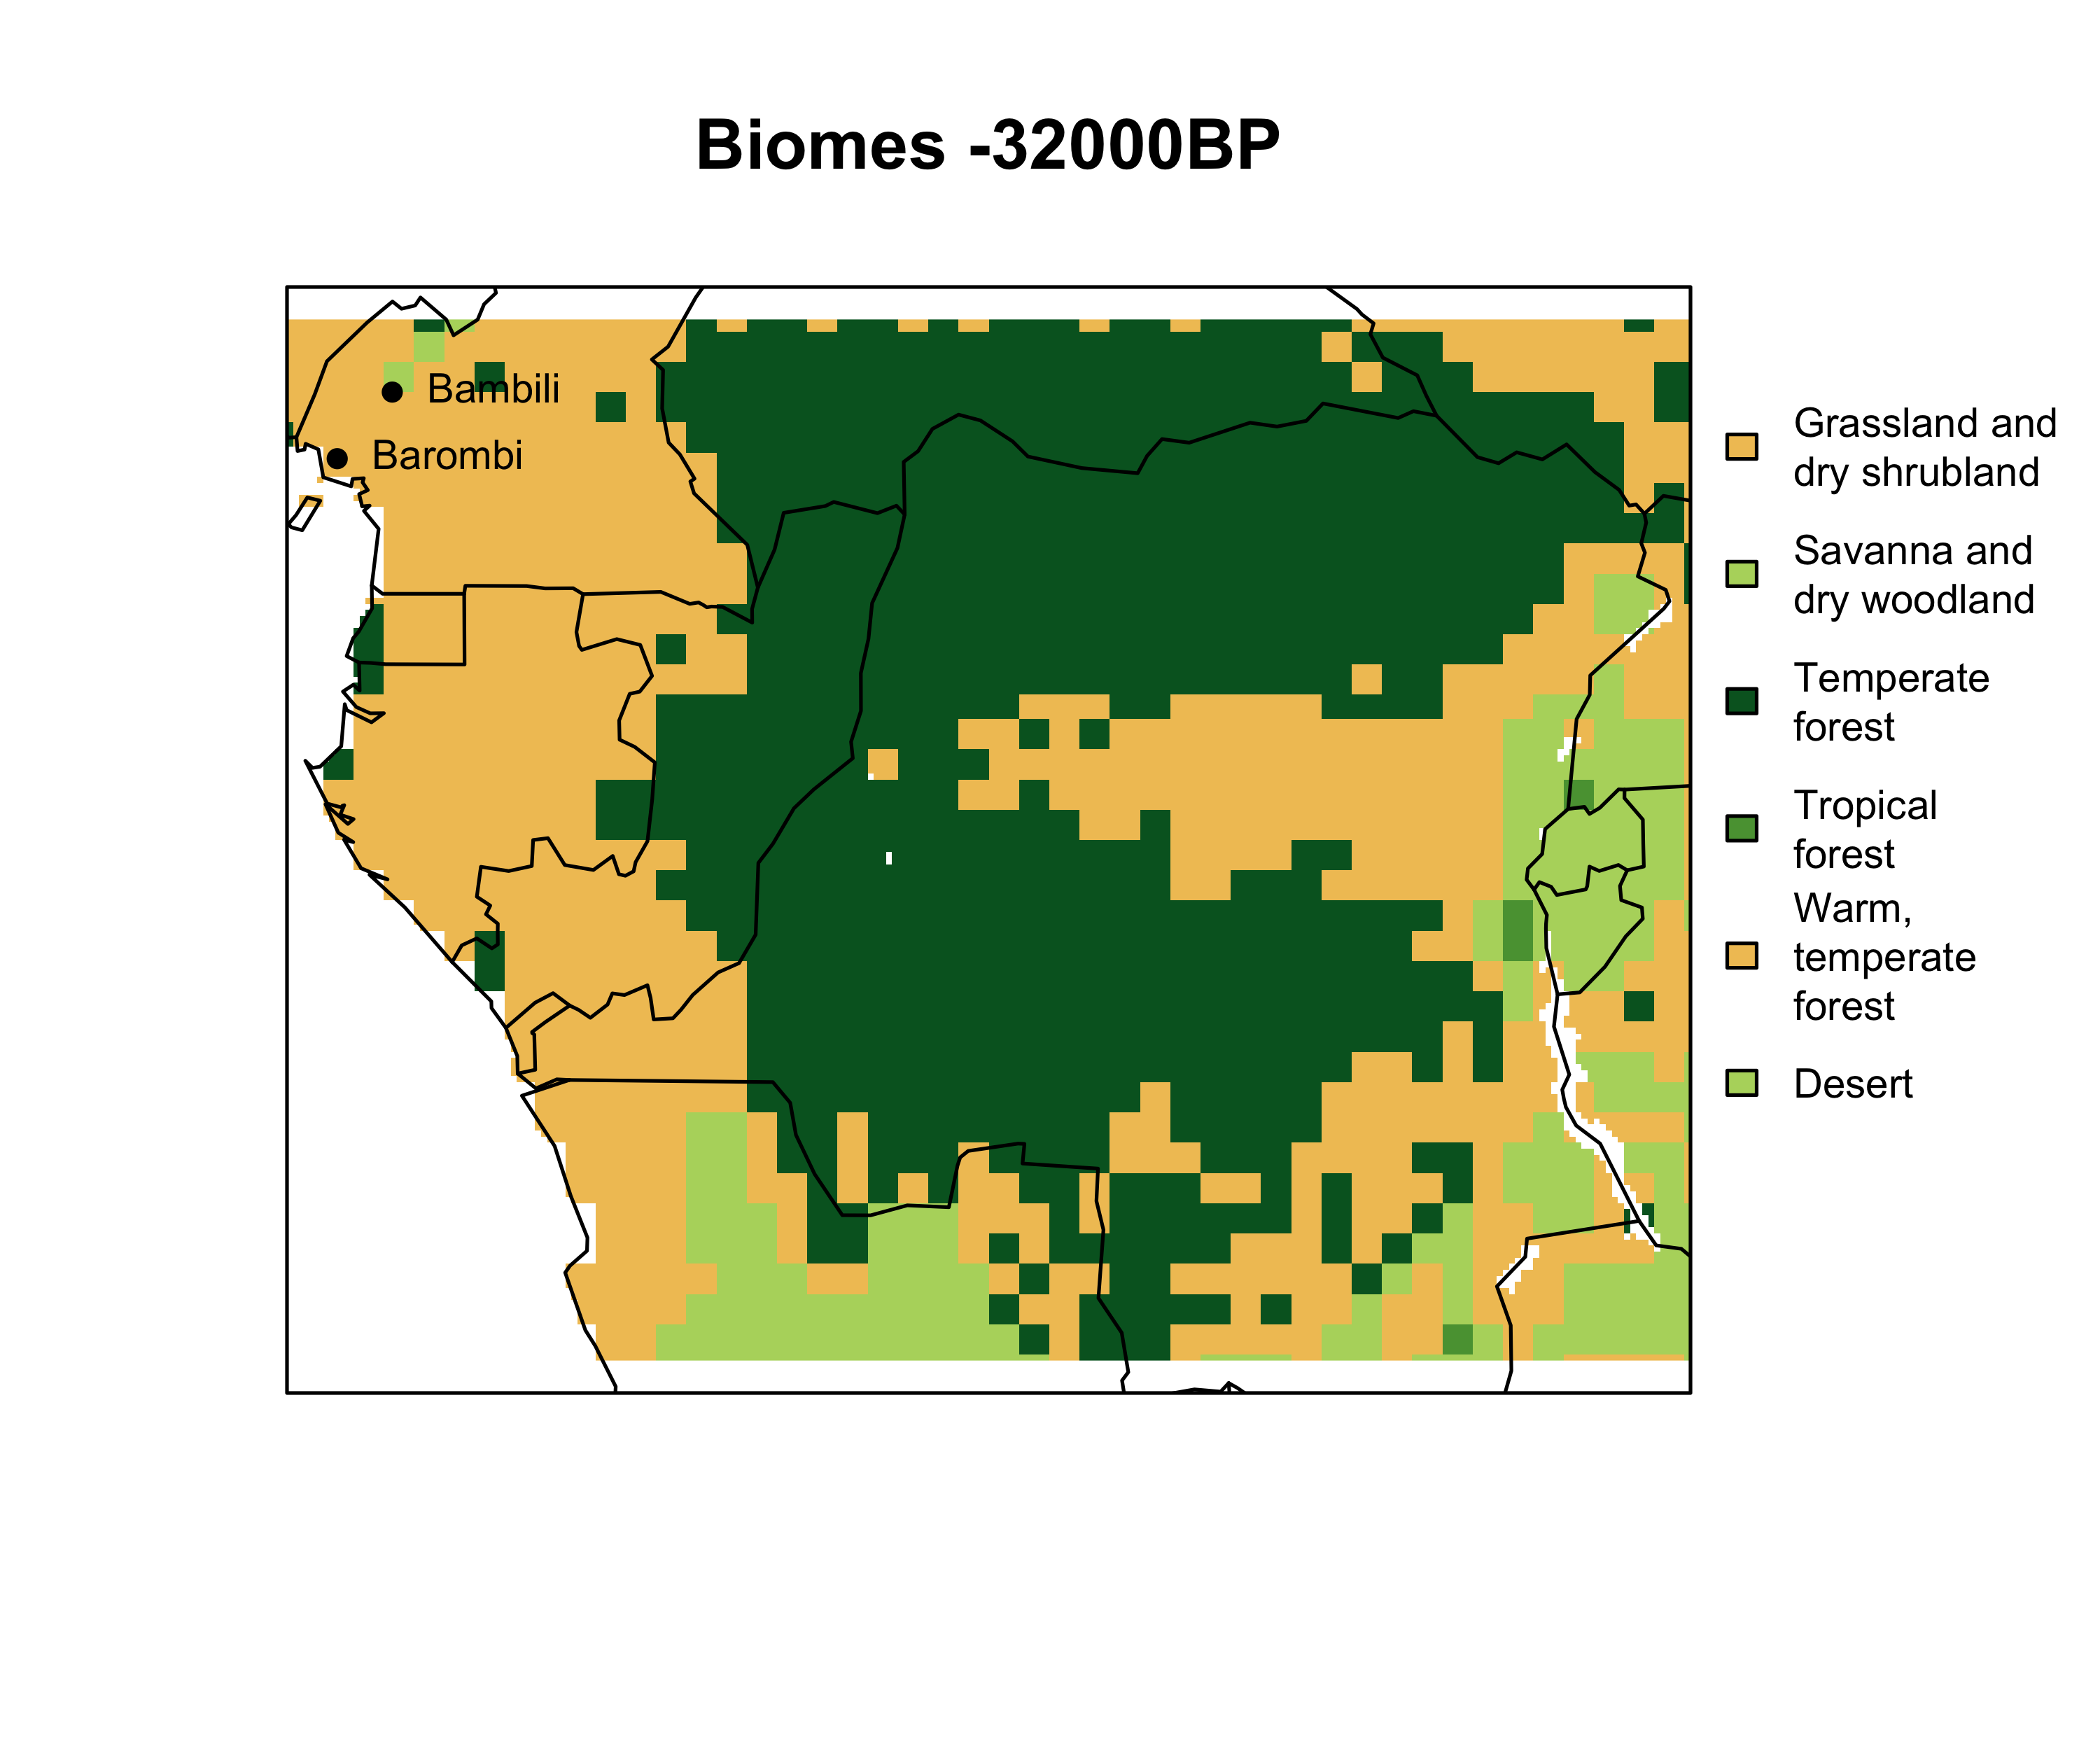 Biomes -32000BP
Bambili
Barombi
Grassland and
dry shrubland
Savanna and
dry woodland
Temperate
forest
Tropical
forest
Warm,
temperate
forest
Desert